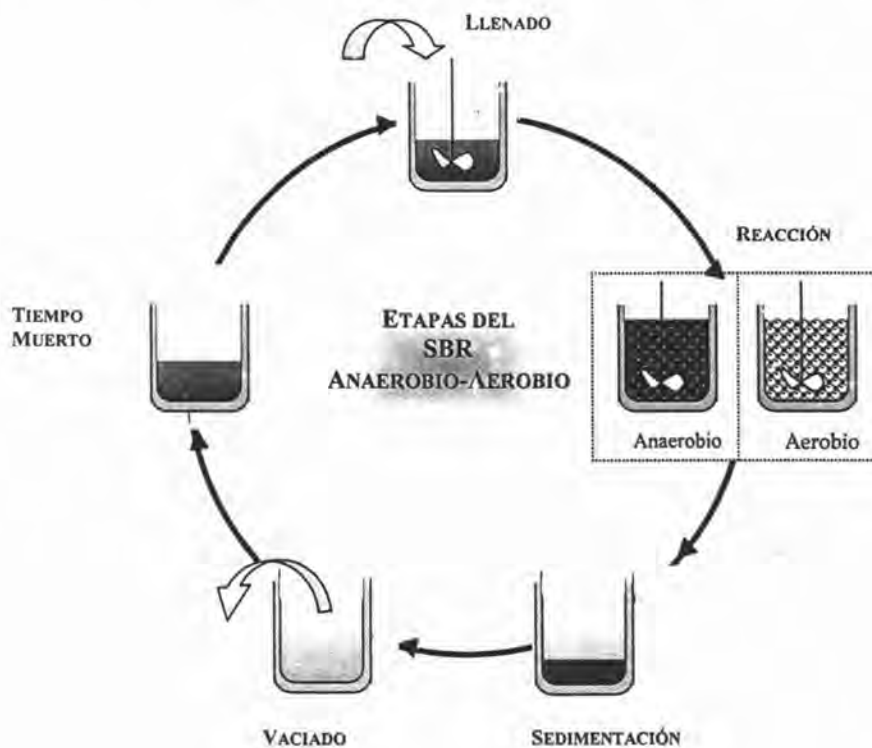 LLENADO
REACCIÓN
TIEMPO
MUERTO
ETAPAS DEL
SBR
ANAEROBIO-AEROBIO
Anaerobio
Aerobio
VACIADO
SEDIMENTACIÓN